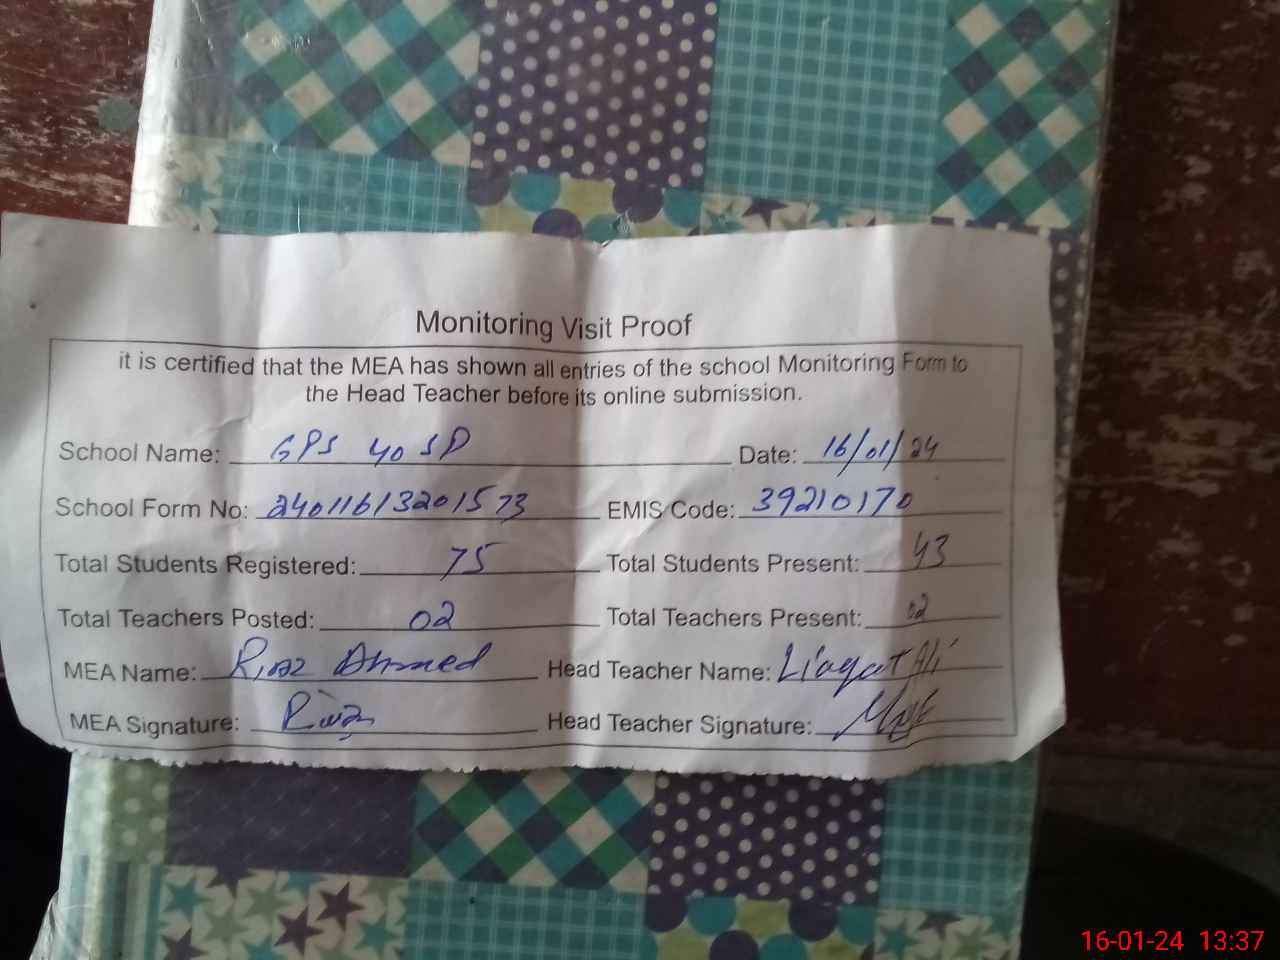 Monitoring Visit Proof
it is certified that the MEA has shown all entries of the school Monitoring Form to
the Head Teacher before its online submission.
School Name: GPS 40 SP Date: 16/01/24
School Form No: 24011613201573 EMIS Code: 39210170
Total Students Registered: 75 Total Students Present: 43
Total Teachers Posted: 02 Total Teachers Present: 02
MEA Name: Riaz Ahmed Head Teacher Name: Liaqat Ali
MEA Signature: Riaz Head Teacher Signature:
16-01-24 13:37